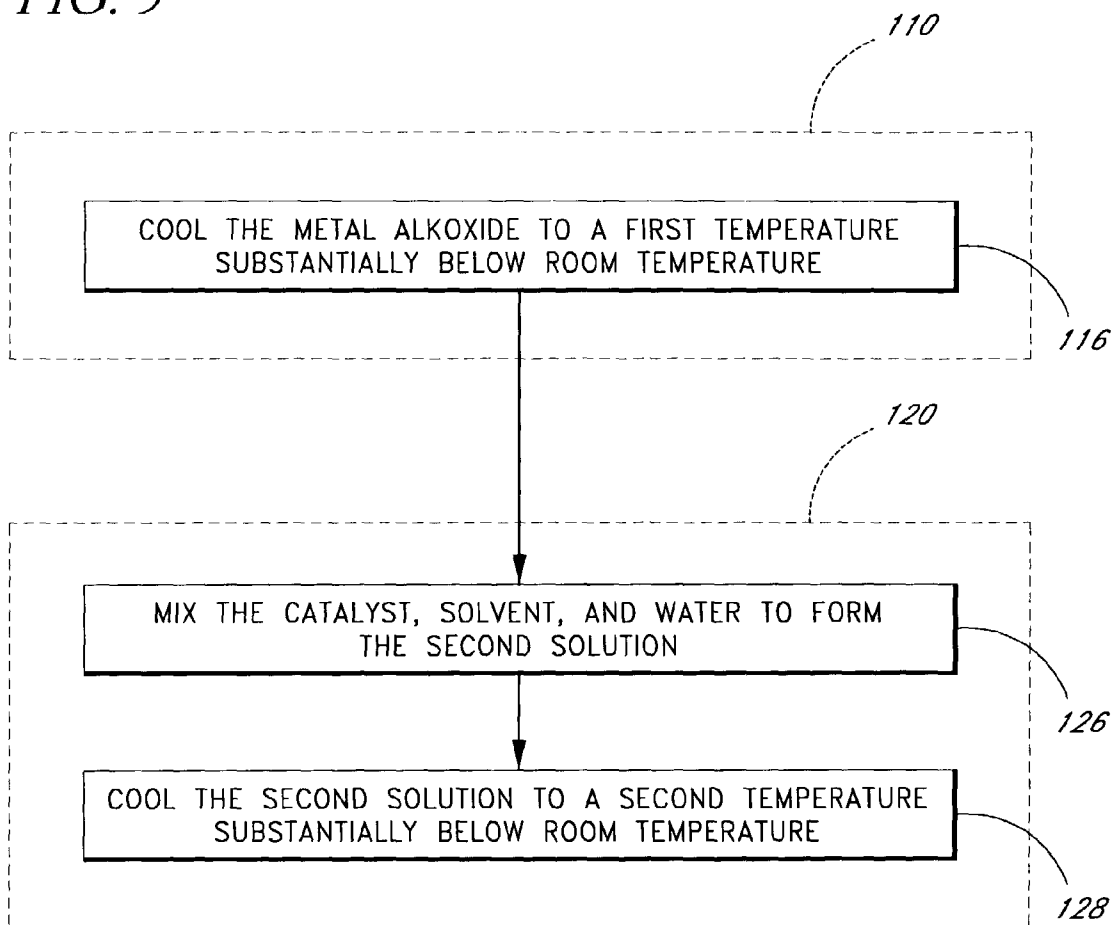 FIG. 9
110
COOL THE METAL ALKOXIDE TO A FIRST TEMPERATURE
SUBSTANTIALLY BELOW ROOM TEMPERATURE
116
120
MIX THE CATALYST, SOLVENT, AND WATER TO FORM
THE SECOND SOLUTION
126
COOL THE SECOND SOLUTION TO A SECOND TEMPERATURE
SUBSTANTIALLY BELOW ROOM TEMPERATURE
128